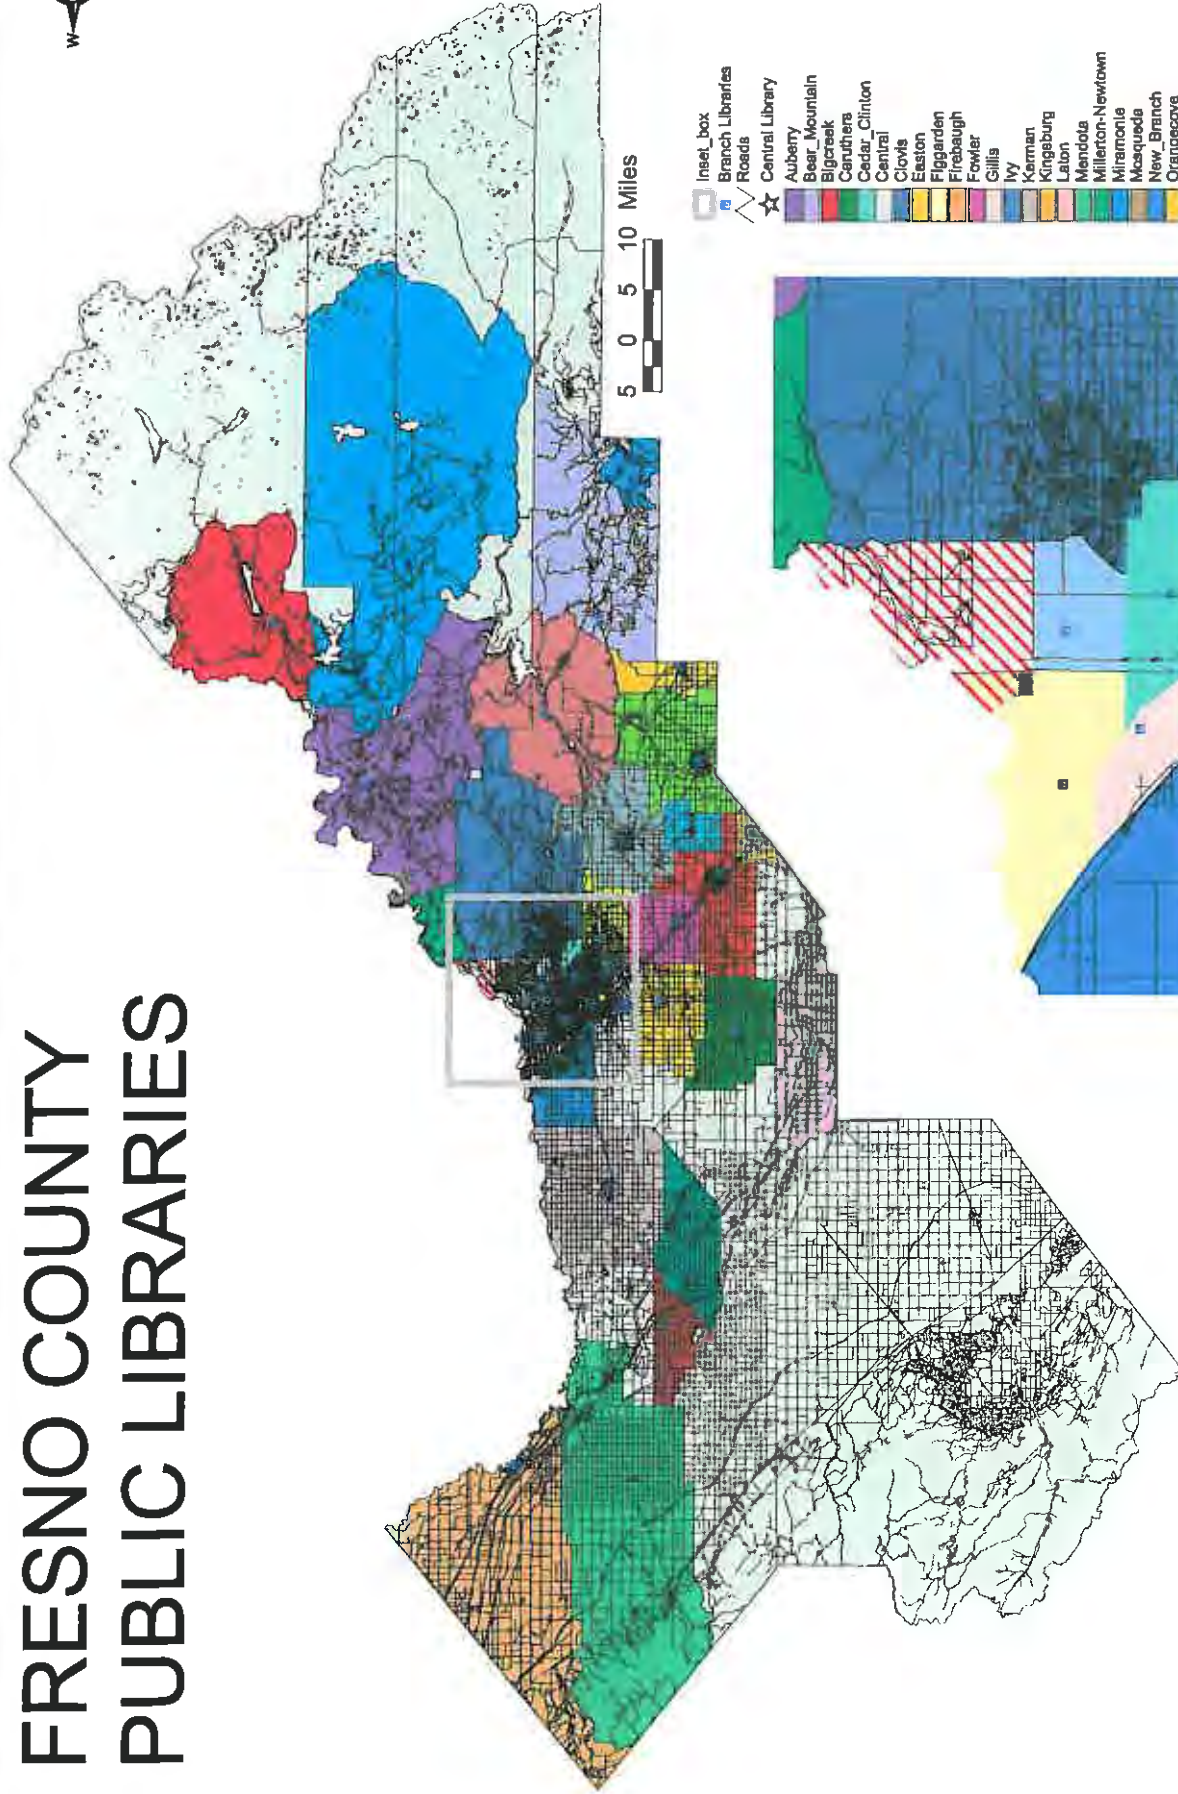 FRESNO COUNTY
PUBLIC LIBRARIES
W
5 0 5 10 Miles
Inset_box
Branch Libraries
Roads
Central Library
Auberry
Bear_Mountain
Bigcreek
Caruthers
Cedar_Clinton
Central
Clovis
Easton
Figgarden
Firebaugh
Fowler
Gillis
Ivy
Kerman
Kingsburg
Laton
Mendota
Millerton-Newtown
Miramonte
Mosqueda
New_Branch
Orangecove